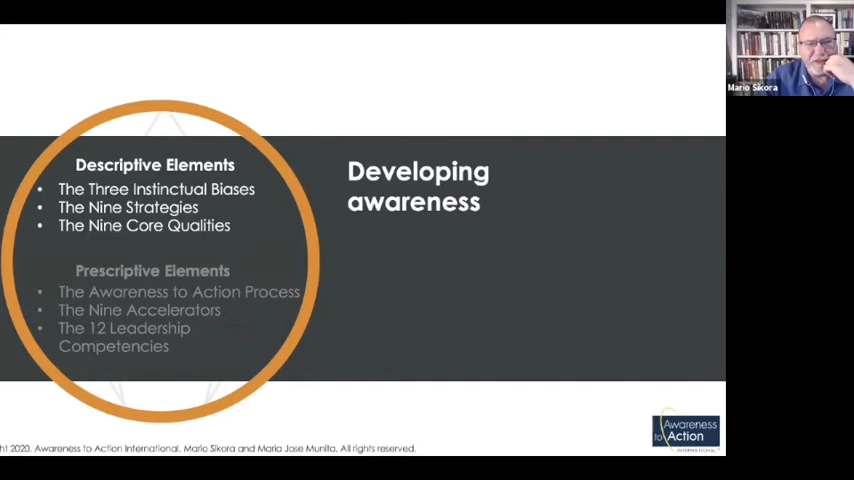 Mario Sikora
Descriptive Elements
• The Three Instinctual Biases
• The Nine Strategies
• The Nine Core Qualities
Prescriptive Elements
• The Awareness to Action Process
• The Nine Accelerators
• The 12 Leadership
Competencies
Developing
awareness
ht 2020. Awareness to Action International, Mario Sikora and Maria Jose Munita. All rights reserved.
Awareness
to Action
INTERNATIONAL